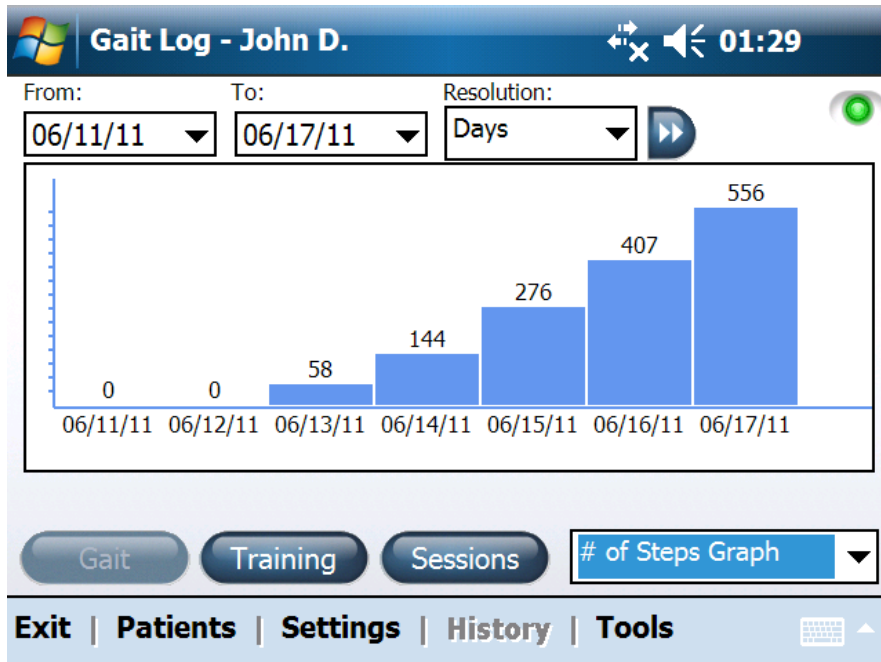 Gait Log - John D. 01:29
From: To: Resolution:
06/11/11 06/17/11 Days
556
407
276
144
58
0 0
06/11/11 06/12/11 06/13/11 06/14/11 06/15/11 06/16/11 06/17/11
Gait Training Sessions # of Steps Graph
Exit | Patients | Settings | History | Tools